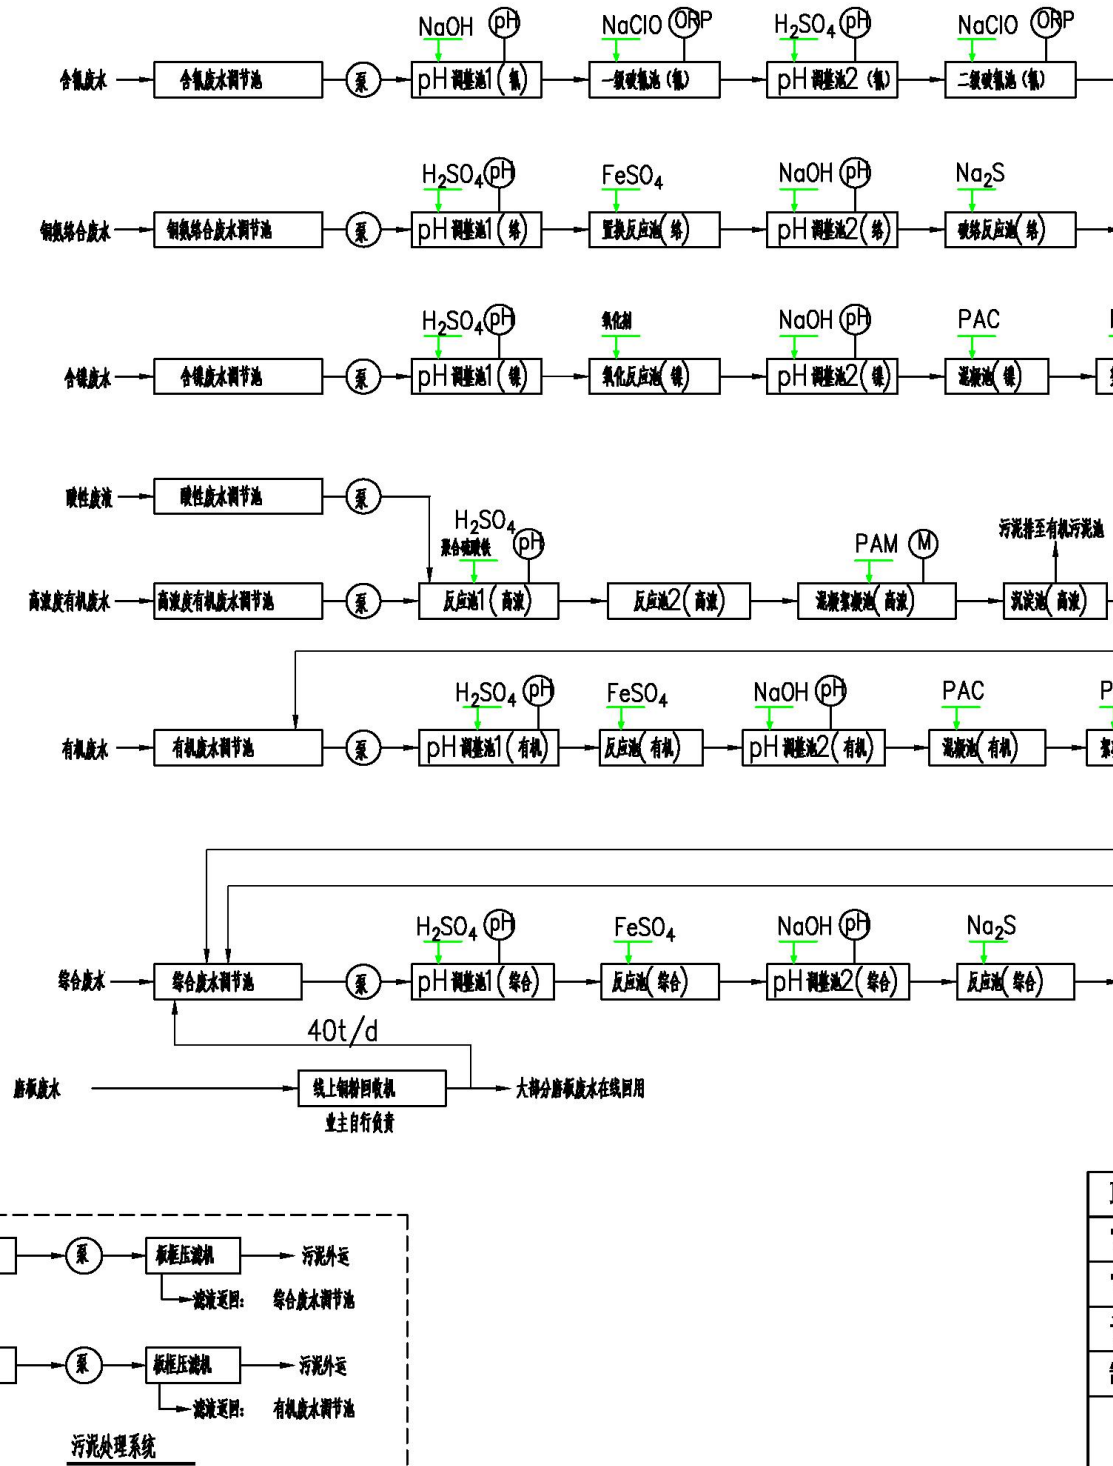 NaOH pH NaClO ORP H₂SO₄ pH NaClO ORP
含氰废水 含氰废水调节池 泵 pH调整池1(氰) 一级破氰池(氰) pH调整池2(氰) 二级破氰池(氰)
H₂SO₄ pH FeSO₄ NaOH pH Na₂S
铜氨络合废水 铜氨络合废水调节池 泵 pH调整池1(络) 置换反应池(络) pH调整池2(络) 破络反应池(络)
H₂SO₄ pH 氧化剂 NaOH pH PAC
含镍废水 含镍废水调节池 泵 pH调整池1(镍) 氧化反应池(镍) pH调整池2(镍) 混凝池(镍)
酸性废液 酸性废水调节池 泵
H₂SO₄
聚合硫酸铁 pH PAM M 污泥排至有机污泥池
高浓度有机废水 高浓度有机废水调节池 泵 反应池1(高浓) 反应池2(高浓) 混凝絮凝池(高浓) 沉淀池(高浓)
H₂SO₄ pH FeSO₄ NaOH pH PAC P
有机废水 有机废水调节池 泵 pH调整池1(有机) 反应池(有机) pH调整池2(有机) 混凝池(有机)
H₂SO₄ pH FeSO₄ NaOH pH Na₂S
综合废水 综合废水调节池 泵 pH调整池1(综合) 反应池(综合) pH调整池2(综合) 反应池(综合)
40t/d
磨板废水 线上铜粉回收机 大部分磨板废水在线回用
业主自行负责
泵 板框压滤机 污泥外运
滤液返回: 综合废水调节池
泵 板框压滤机 污泥外运
滤液返回: 有机废水调节池
污泥处理系统